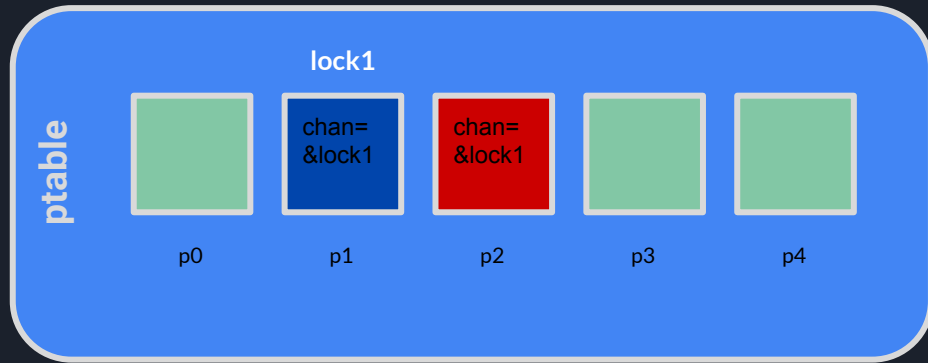 lock1
ptable
chan=
&lock1
chan=
&lock1
p0 p1 p2 p3 p4